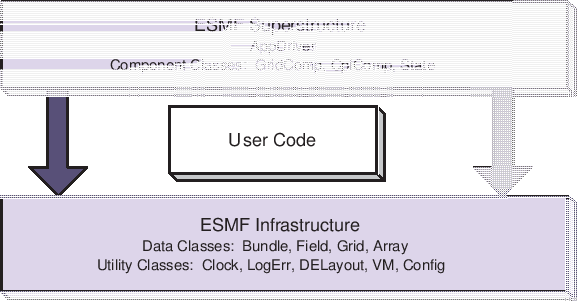 ESMF Superstructure
AppDriver
Component Classes: GridComp, CplComp, State
User Code
ESMF Infrastructure
Data Classes: Bundle, Field, Grid, Array
Utility Classes: Clock, LogErr, DELayout, VM, Config